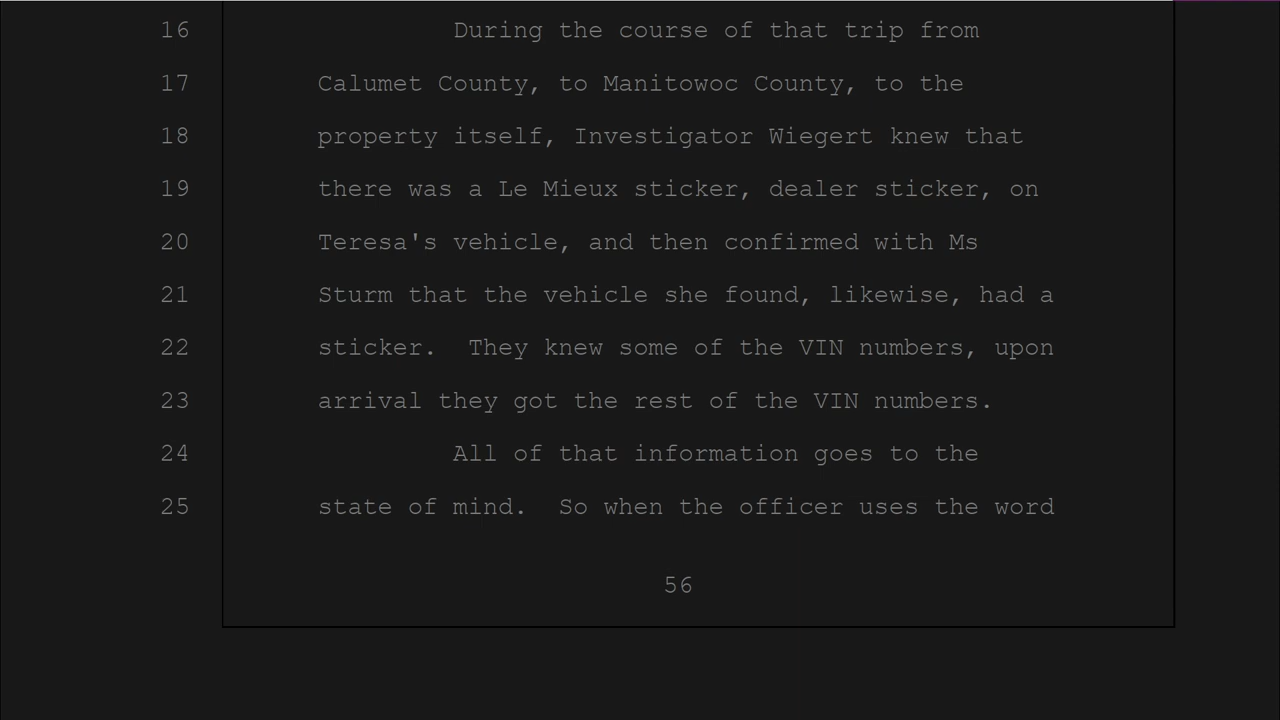 16 During the course of that trip from
17 Calumet County, to Manitowoc County, to the
18 property itself, Investigator Wiegert knew that
19 there was a Le Mieux sticker, dealer sticker, on
20 Teresa's vehicle, and then confirmed with Ms
21 Sturm that the vehicle she found, likewise, had a
22 sticker.  They knew some of the VIN numbers, upon
23 arrival they got the rest of the VIN numbers.
24 All of that information goes to the
25 state of mind.  So when the officer uses the word
56